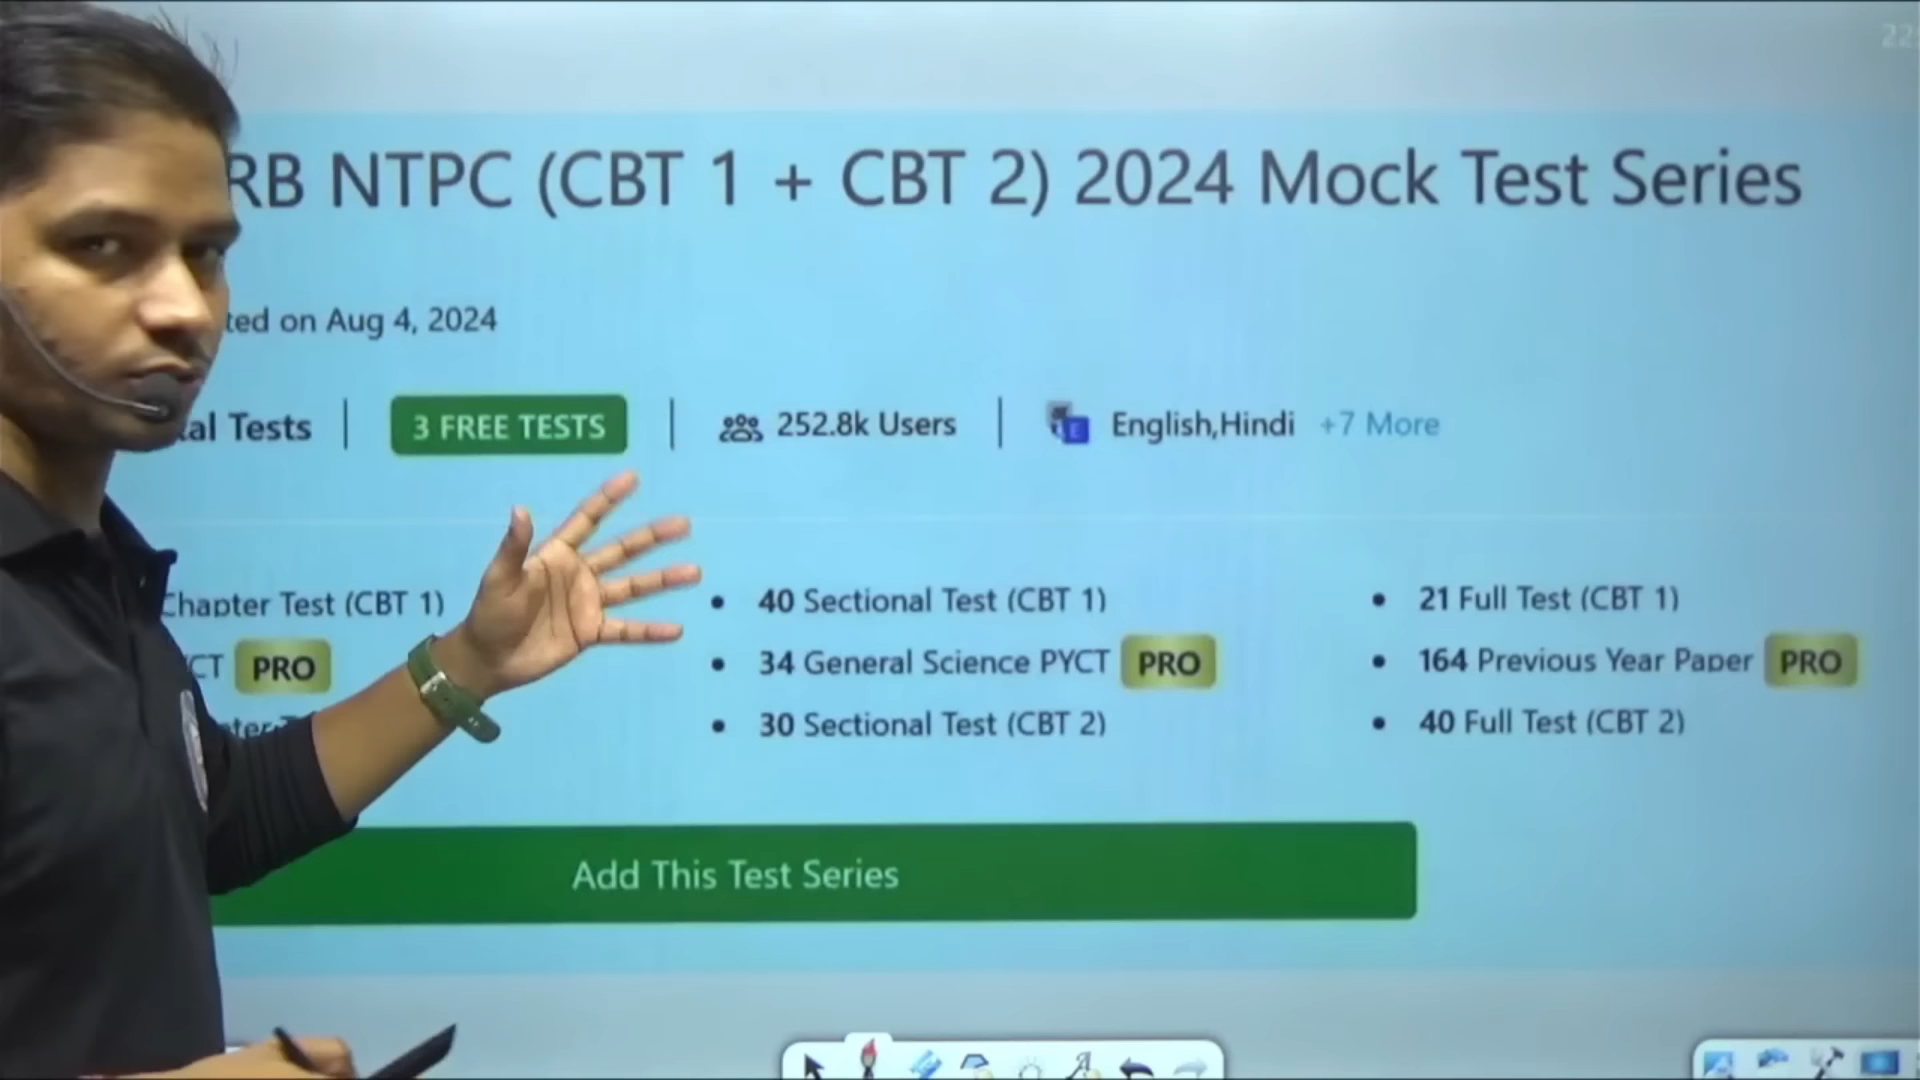 22
RB NTPC (CBT 1 + CBT 2) 2024 Mock Test Series
ted on Aug 4, 2024
al Tests | 3 FREE TESTS | 252.8k Users | English,Hindi +7 More
Chapter Test (CBT 1)
CT PRO
• 40 Sectional Test (CBT 1)
• 34 General Science PYCT PRO
• 30 Sectional Test (CBT 2)
• 21 Full Test (CBT 1)
• 164 Previous Year Paper PRO
• 40 Full Test (CBT 2)
Add This Test Series